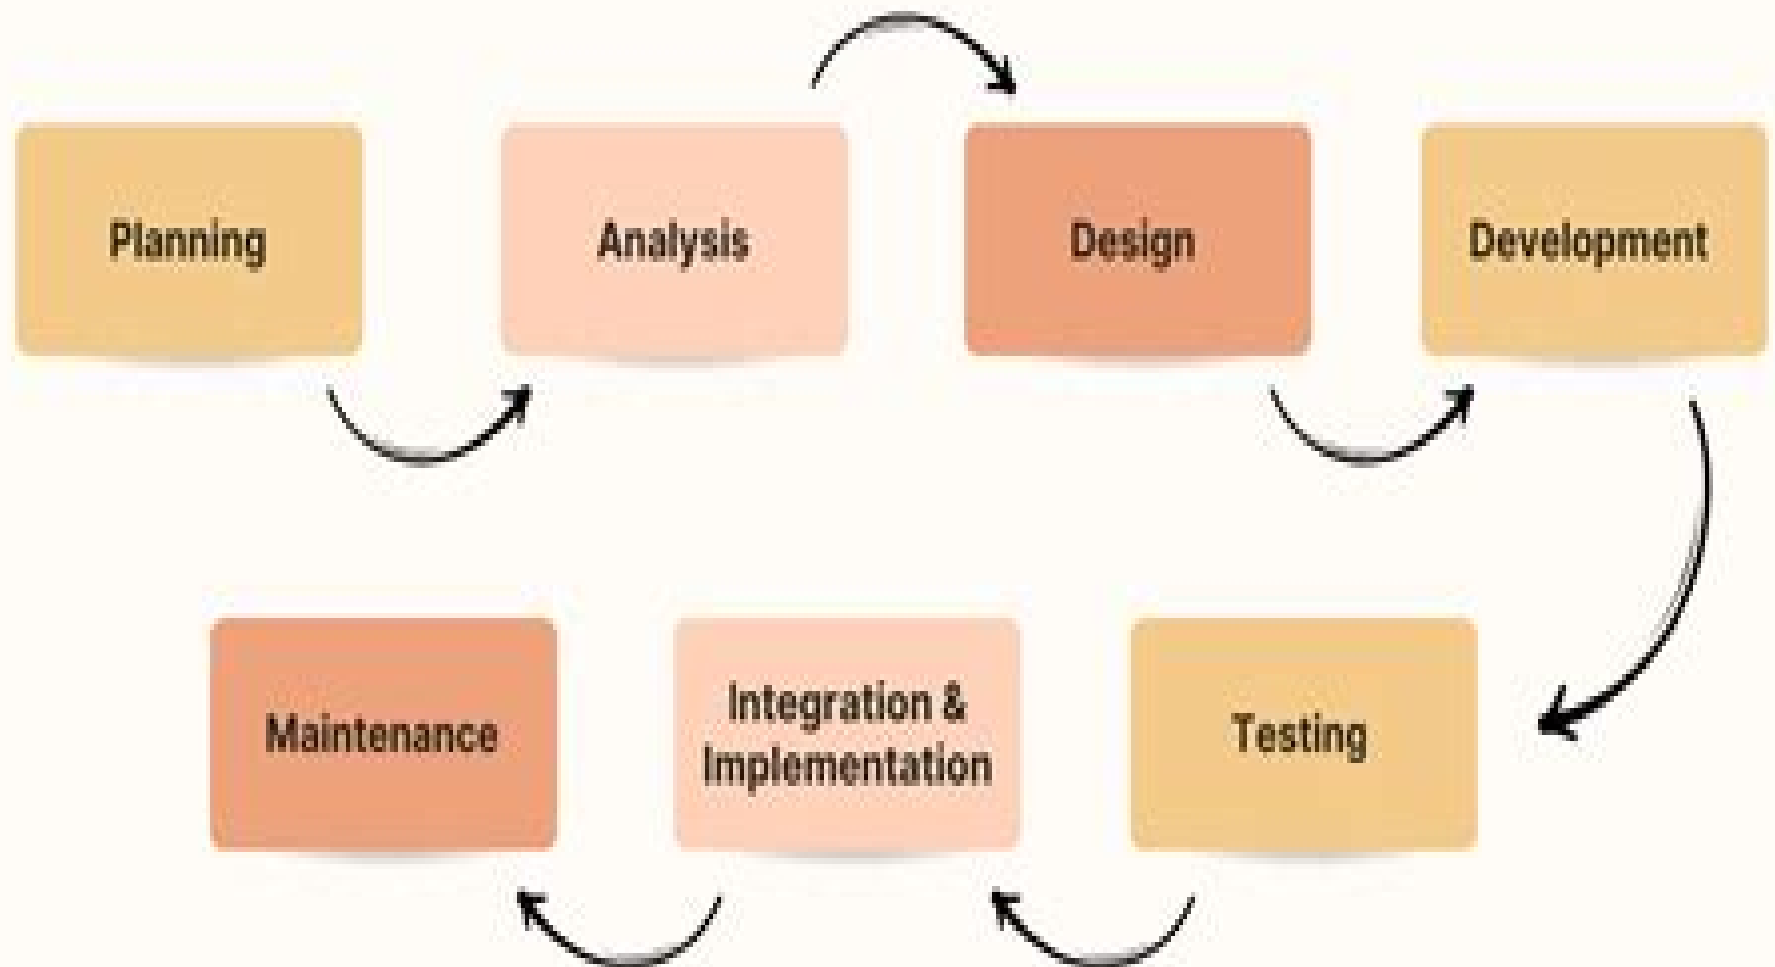 Planning
Analysis
Design
Development
Testing
Integration &
Implementation
Maintenance